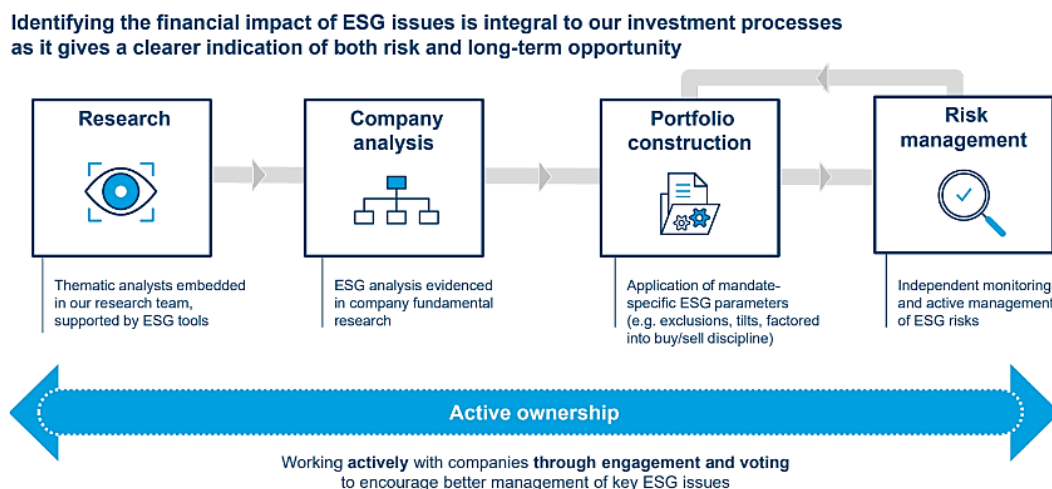 Identifying the financial impact of ESG issues is integral to our investment processes
as it gives a clearer indication of both risk and long-term opportunity
Research
Company
analysis
Portfolio
construction
Risk
management
Thematic analysts embedded
in our research team,
supported by ESG tools
ESG analysis evidenced
in company fundamental
research
Application of mandate-
specific ESG parameters
(e.g. exclusions, tilts, factored
into buy/sell discipline)
Independent monitoring
and active management
of ESG risks
Active ownership
Working actively with companies through engagement and voting
to encourage better management of key ESG issues